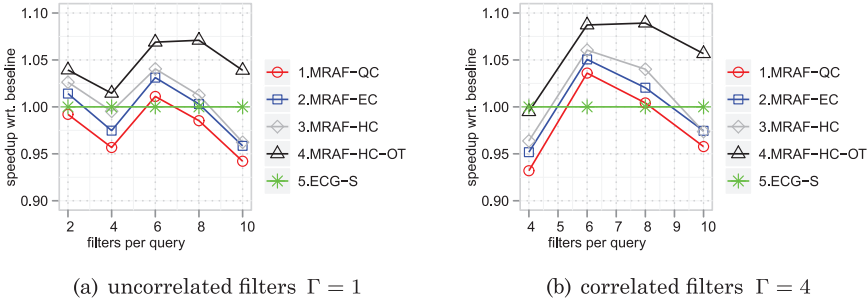 1.10
1.05
1.00
0.95
0.90
speedup wrt. baseline
2 4 6 8 10
filters per query
1.MRAF-QC
2.MRAF-EC
3.MRAF-HC
4.MRAF-HC-OT
5.ECG-S
(a) uncorrelated filters Γ = 1
1.10
1.05
1.00
0.95
0.90
speedup wrt. baseline
4 5 6 7 8 9 10
filters per query
1.MRAF-QC
2.MRAF-EC
3.MRAF-HC
4.MRAF-HC-OT
5.ECG-S
(b) correlated filters Γ = 4